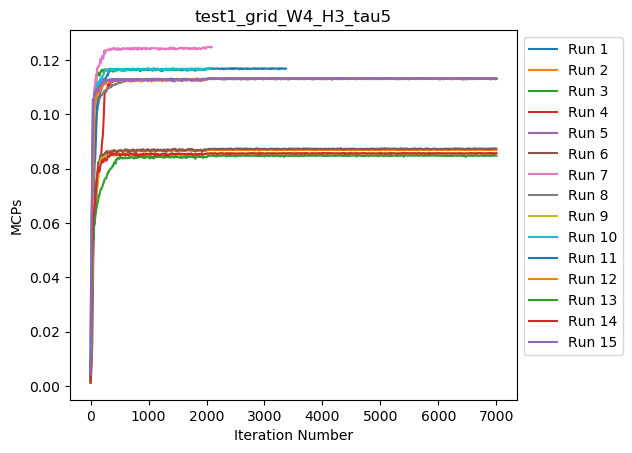 test1_grid_W4_H3_tau5
MCPs
0.12
0.10
0.08
0.06
0.04
0.02
0.00
0
1000
2000
3000
4000
5000
6000
7000
Iteration Number
Run 1
Run 2
Run 3
Run 4
Run 5
Run 6
Run 7
Run 8
Run 9
Run 10
Run 11
Run 12
Run 13
Run 14
Run 15